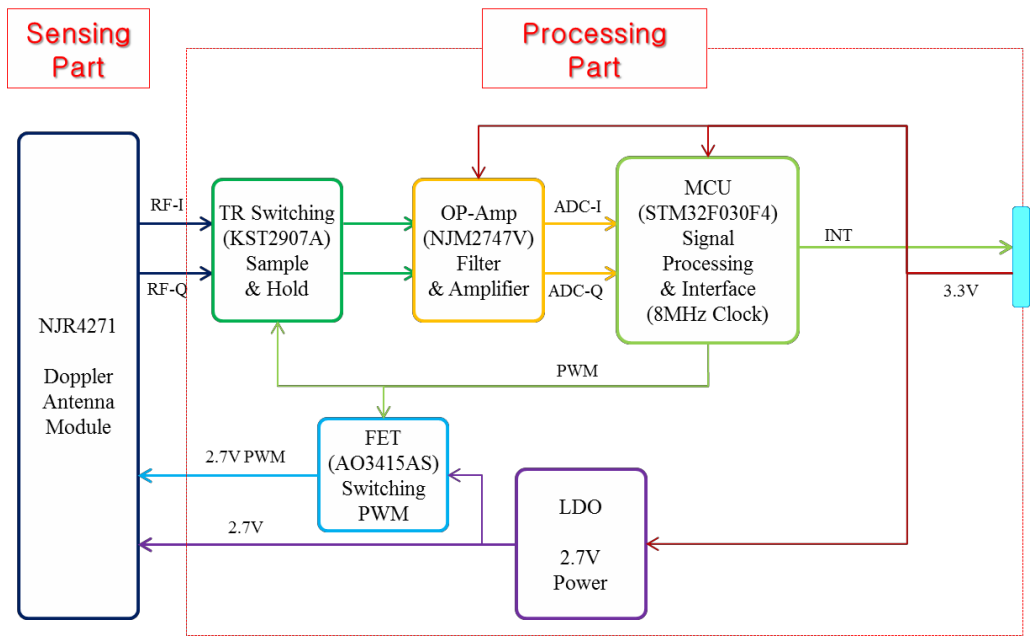 Sensing
Part
Processing
Part
NJR4271
Doppler
Antenna
Module
RF-I
RF-Q
TR Switching
(KST2907A)
Sample
& Hold
OP-Amp
(NJM2747V)
Filter
& Amplifier
ADC-I
ADC-Q
MCU
(STM32F030F4)
Signal
Processing
& Interface
(8MHz Clock)
INT
3.3V
PWM
FET
(AO3415AS)
Switching
PWM
2.7V PWM
2.7V
LDO
2.7V
Power